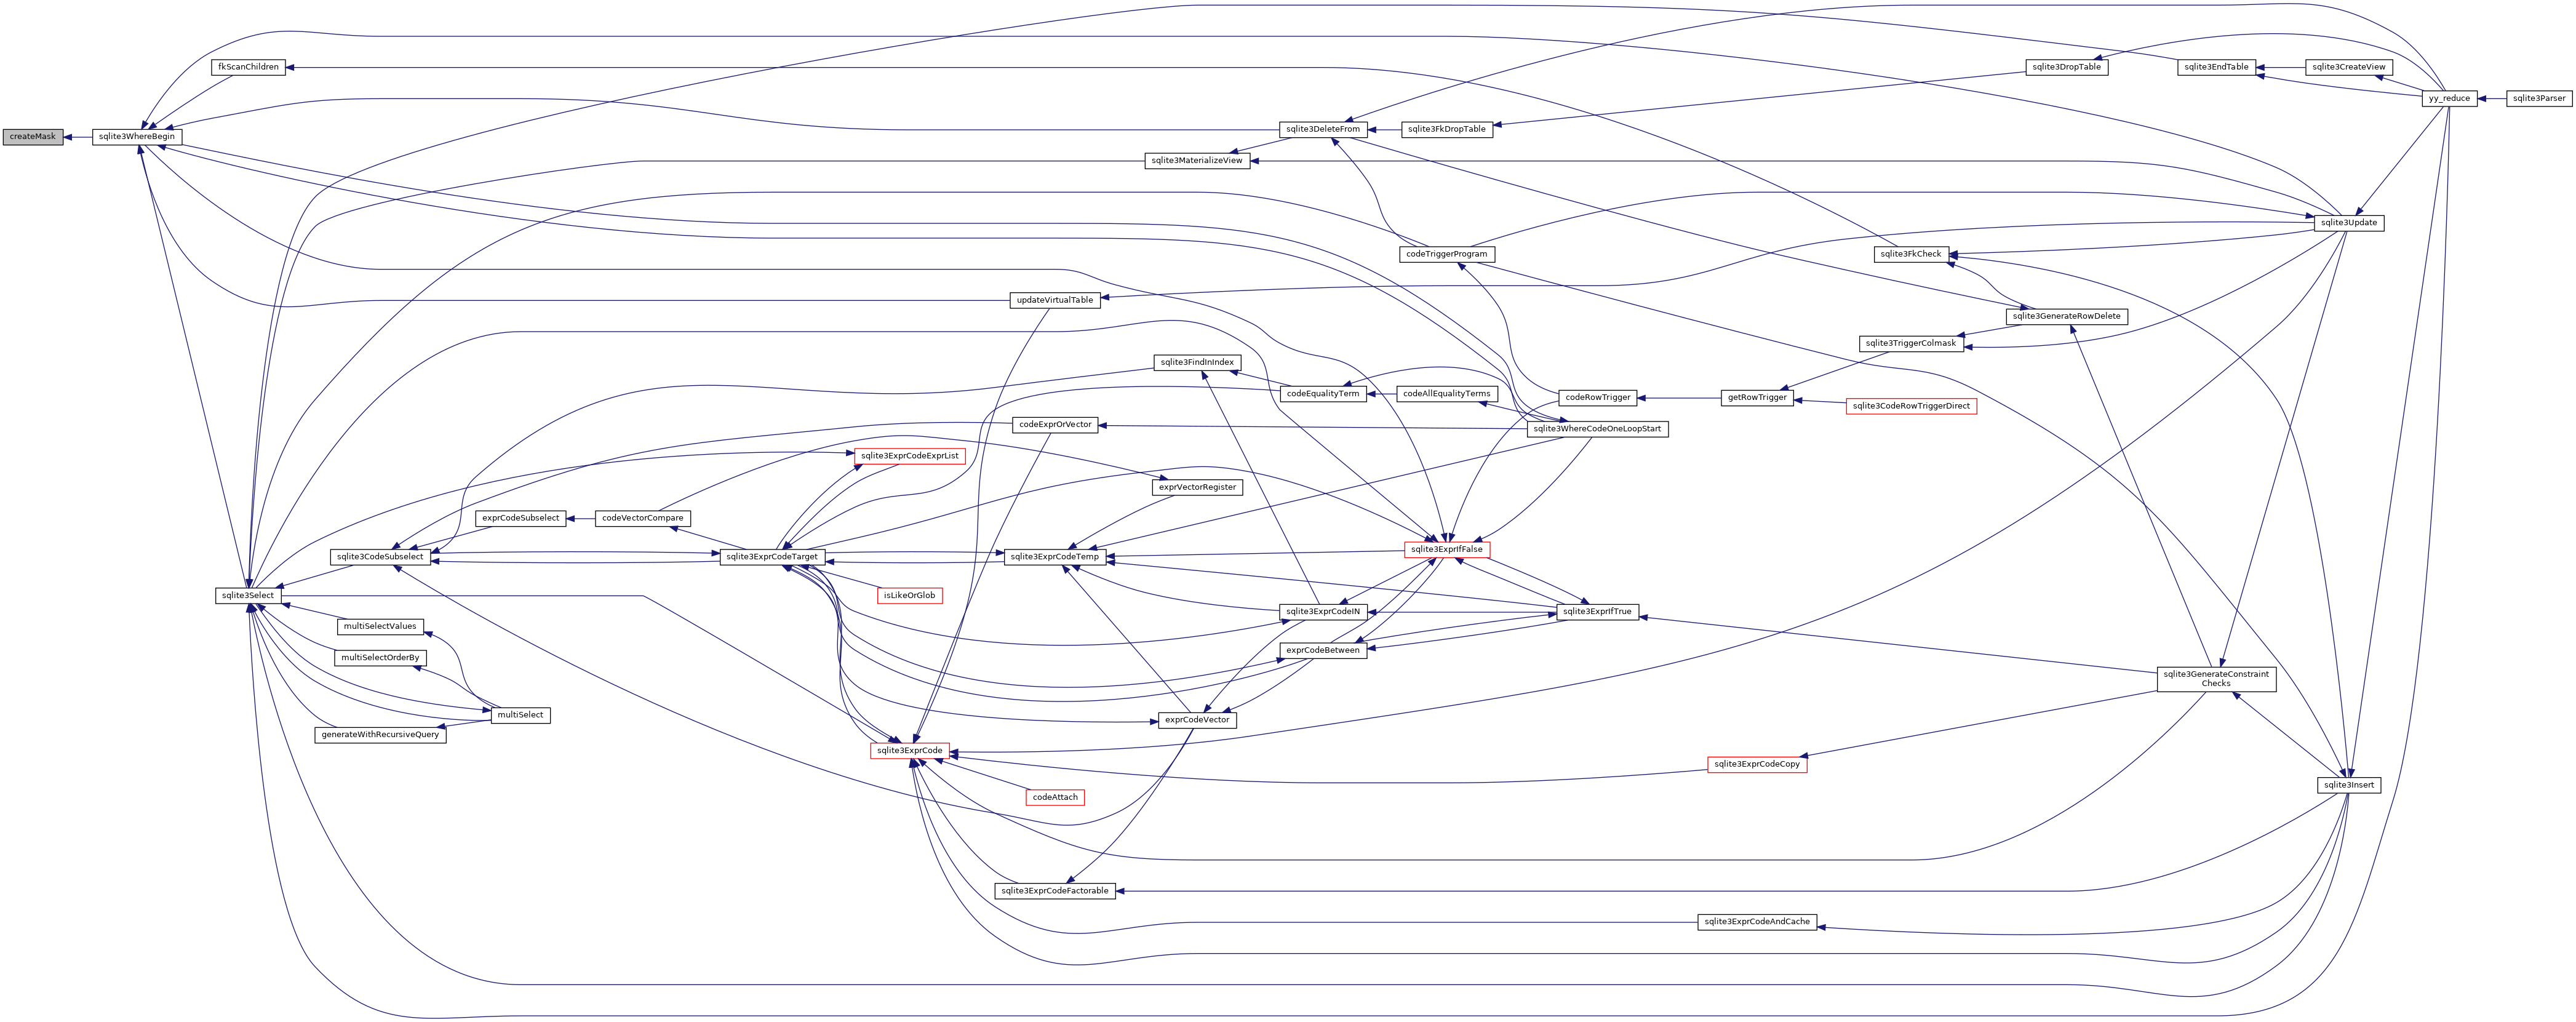 createMask
sqlite3WhereBegin
fkScanChildren
sqlite3Select
sqlite3CodeSubselect
multiSelectValues
multiSelectOrderBy
generateWithRecursiveQuery
exprCodeSubselect
multiSelect
codeVectorCompare
sqlite3ExprCodeTarget
sqlite3ExprCodeExprList
isLikeOrGlob
sqlite3ExprCode
updateVirtualTable
codeExprOrVector
sqlite3ExprCodeTemp
codeAttach
sqlite3ExprCodeFactorable
sqlite3MaterializeView
sqlite3FindInIndex
exprVectorRegister
exprCodeVector
sqlite3DeleteFrom
codeEqualityTerm
sqlite3ExprCodeIN
exprCodeBetween
sqlite3FkDropTable
codeTriggerProgram
codeAllEqualityTerms
sqlite3ExprIfFalse
codeRowTrigger
sqlite3WhereCodeOneLoopStart
sqlite3ExprIfTrue
getRowTrigger
sqlite3ExprCodeCopy
sqlite3ExprCodeAndCache
sqlite3FkCheck
sqlite3TriggerColmask
sqlite3CodeRowTriggerDirect
sqlite3DropTable
sqlite3GenerateRowDelete
sqlite3EndTable
sqlite3GenerateConstraint
Checks
sqlite3CreateView
sqlite3Update
sqlite3Insert
yy_reduce
sqlite3Parser